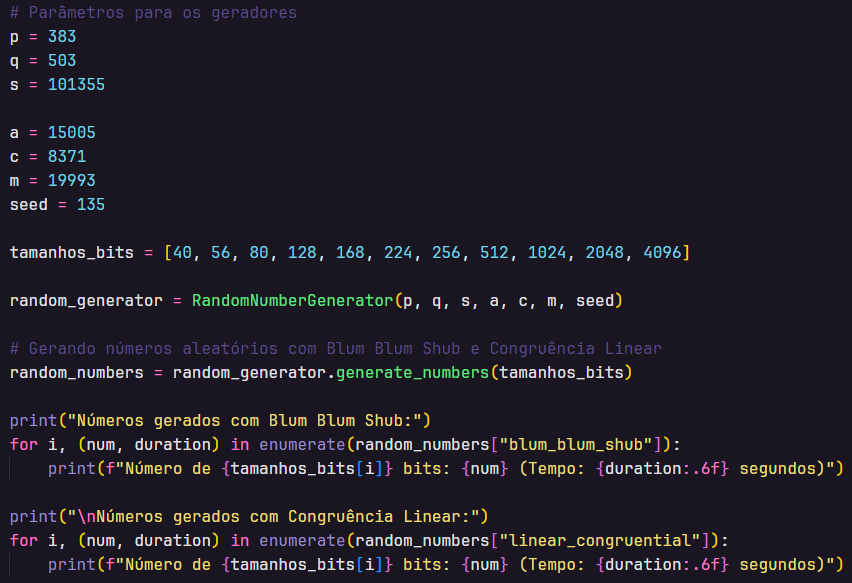 # Parâmetros para os geradores
p = 383
q = 503
s = 101355
a = 15005
c = 8371
m = 19993
seed = 135
tamanhos_bits = [40, 56, 80, 128, 168, 224, 256, 512, 1024, 2048, 4096]
random_generator = RandomNumberGenerator(p, q, s, a, c, m, seed)
# Gerando números aleatórios com Blum Blum Shub e Congruência Linear
random_numbers = random_generator.generate_numbers(tamanhos_bits)
print("Números gerados com Blum Blum Shub:")
for i, (num, duration) in enumerate(random_numbers["blum_blum_shub"]):
    print(f"Número de {tamanhos_bits[i]} bits: {num} (Tempo: {duration:.6f} segundos)")
print("\nNúmeros gerados com Congruência Linear:")
for i, (num, duration) in enumerate(random_numbers["linear_congruential"]):
    print(f"Número de {tamanhos_bits[i]} bits: {num} (Tempo: {duration:.6f} segundos)")